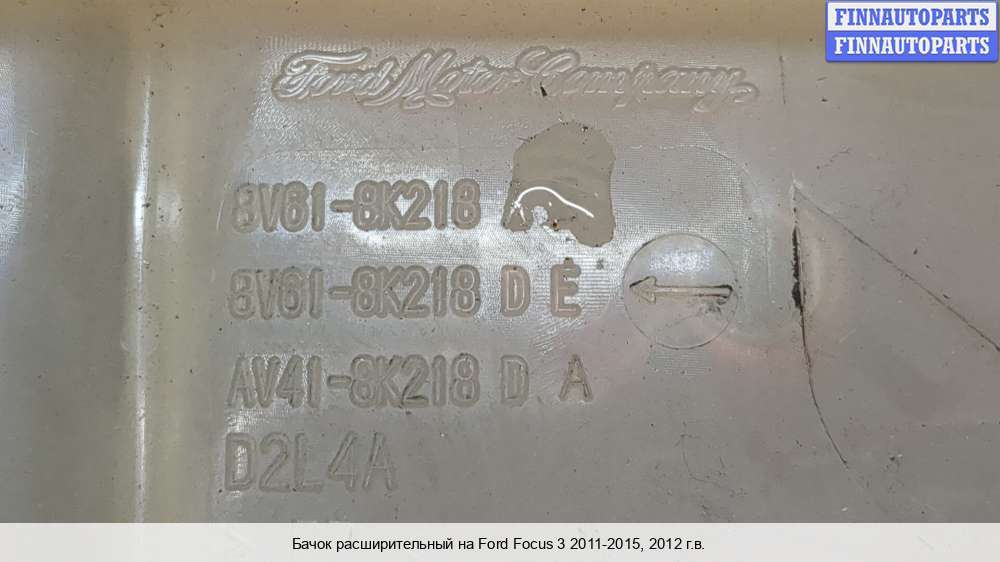 FINNAUTOPARTS
FINNAUTOPARTS
Ford Motor Company
8V61-8K218
8V61-8K218 D E
AV41-8K218 D A
D2L4A
Бачок расширительный на Ford Focus 3 2011-2015, 2012 г.в.